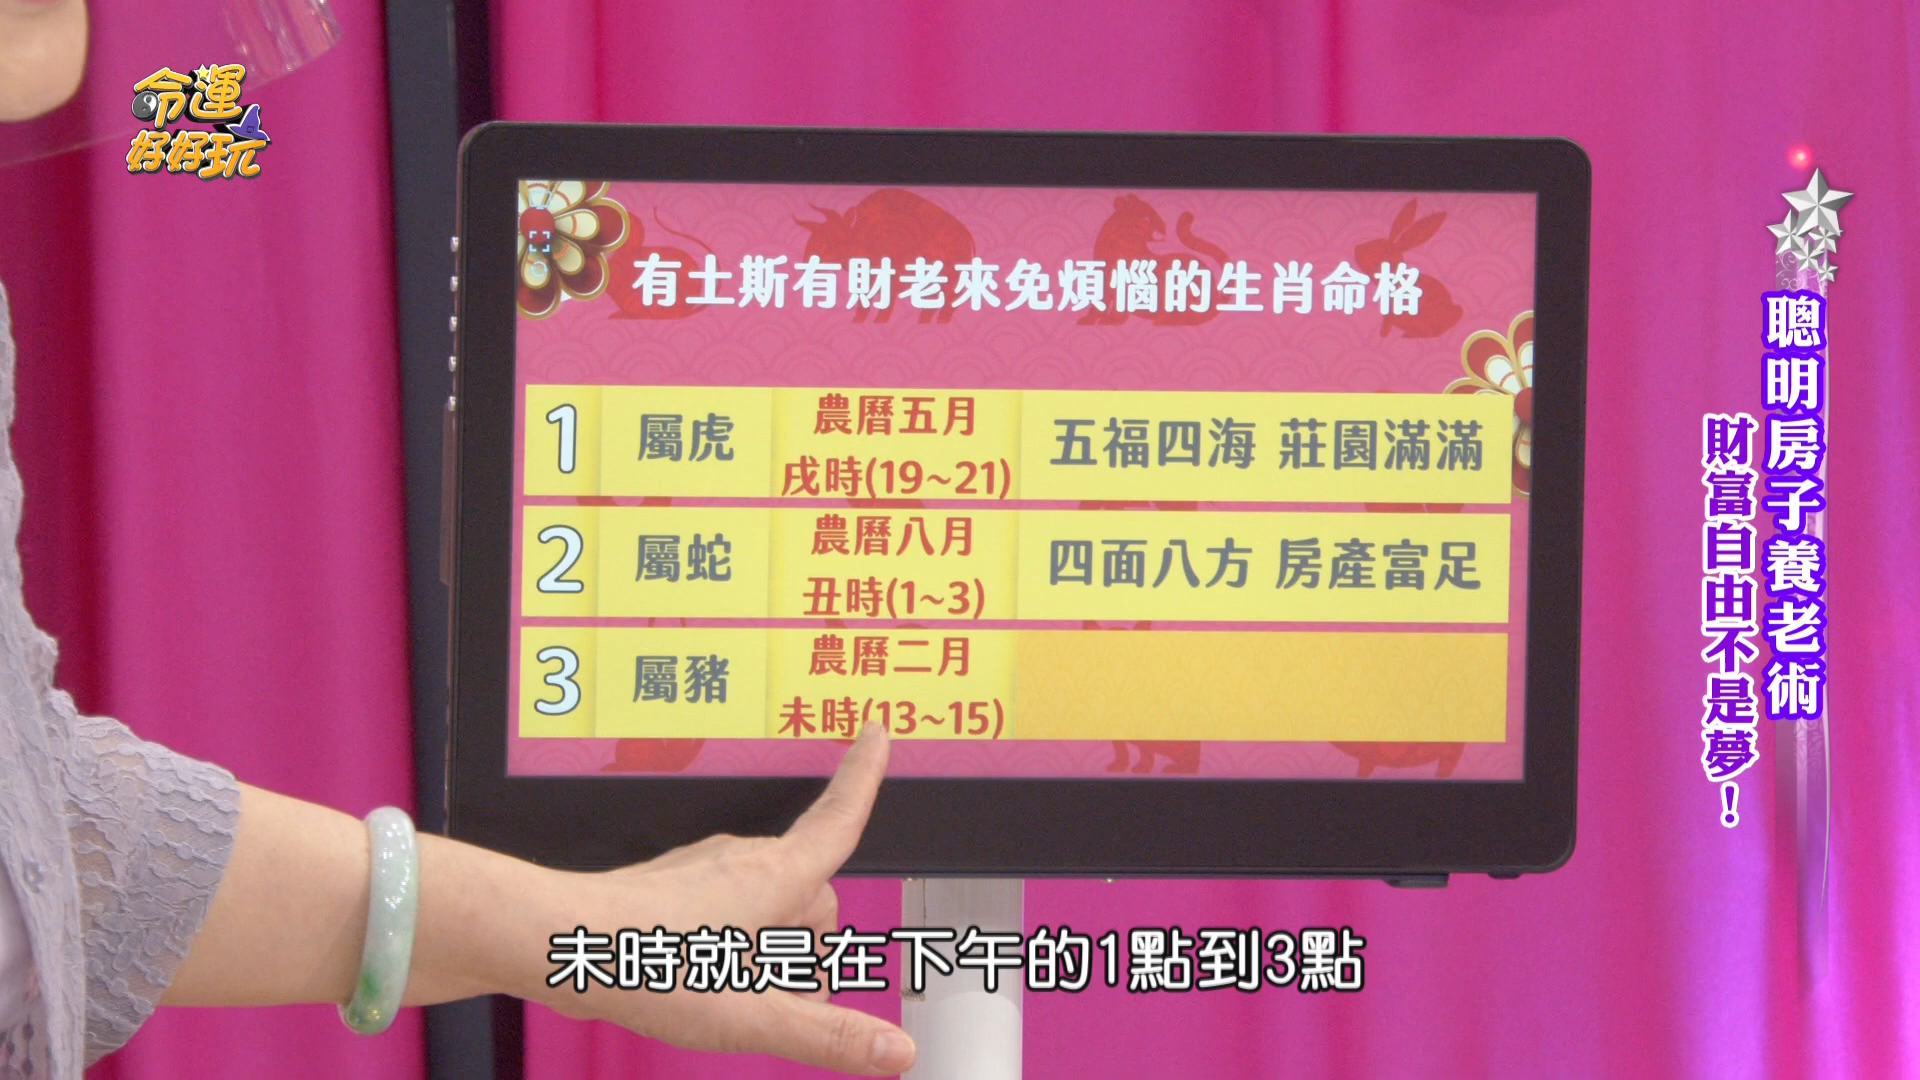 命運
好好玩
有土斯有財老來免煩惱的生肖命格
1 屬虎 農曆五月 戌時(19~21) 五福四海 莊園滿滿
2 屬蛇 農曆八月 丑時(1~3) 四面八方 房產富足
3 屬豬 農曆二月 未時(13~15)
聰明房子養老術
財富自由不是夢！
未時就是在下午的1點到3點